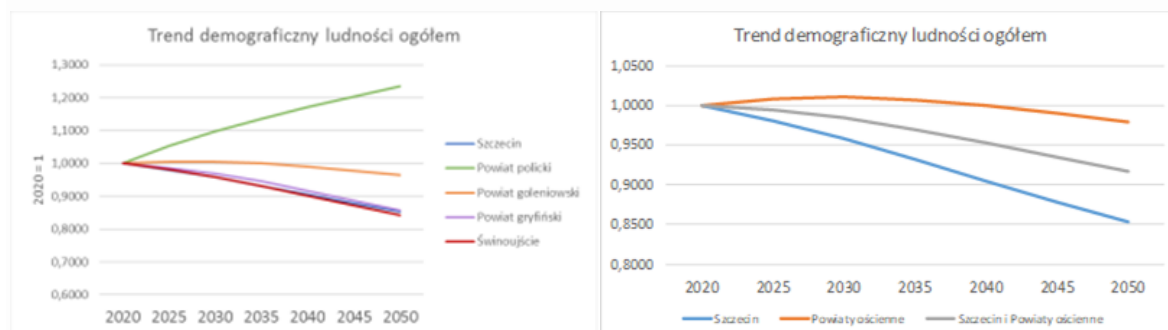 Trend demograficzny ludności ogółem
1,3000
1,2000
1,1000
1,0000
0,9000
0,8000
0,7000
0,6000
2020 = 1
2020 2025 2030 2035 2040 2045 2050
Szczecin
Powiat policki
Powiat goleniowski
Powiat gryfiński
Świnoujście
Trend demograficzny ludności ogółem
1,0500
1,0000
0,9500
0,9000
0,8500
0,8000
2020 2025 2030 2035 2040 2045 2050
Szczecin Powiaty ościenne Szczecin i Powiaty ościenne